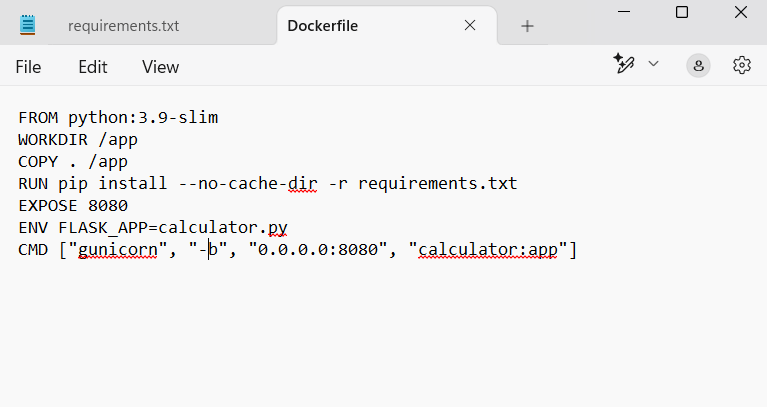 requirements.txt
Dockerfile
File
Edit
View
FROM python:3.9-slim
WORKDIR /app
COPY . /app
RUN pip install --no-cache-dir -r requirements.txt
EXPOSE 8080
ENV FLASK_APP=calculator.py
CMD ["gunicorn", "-b", "0.0.0.0:8080", "calculator:app"]